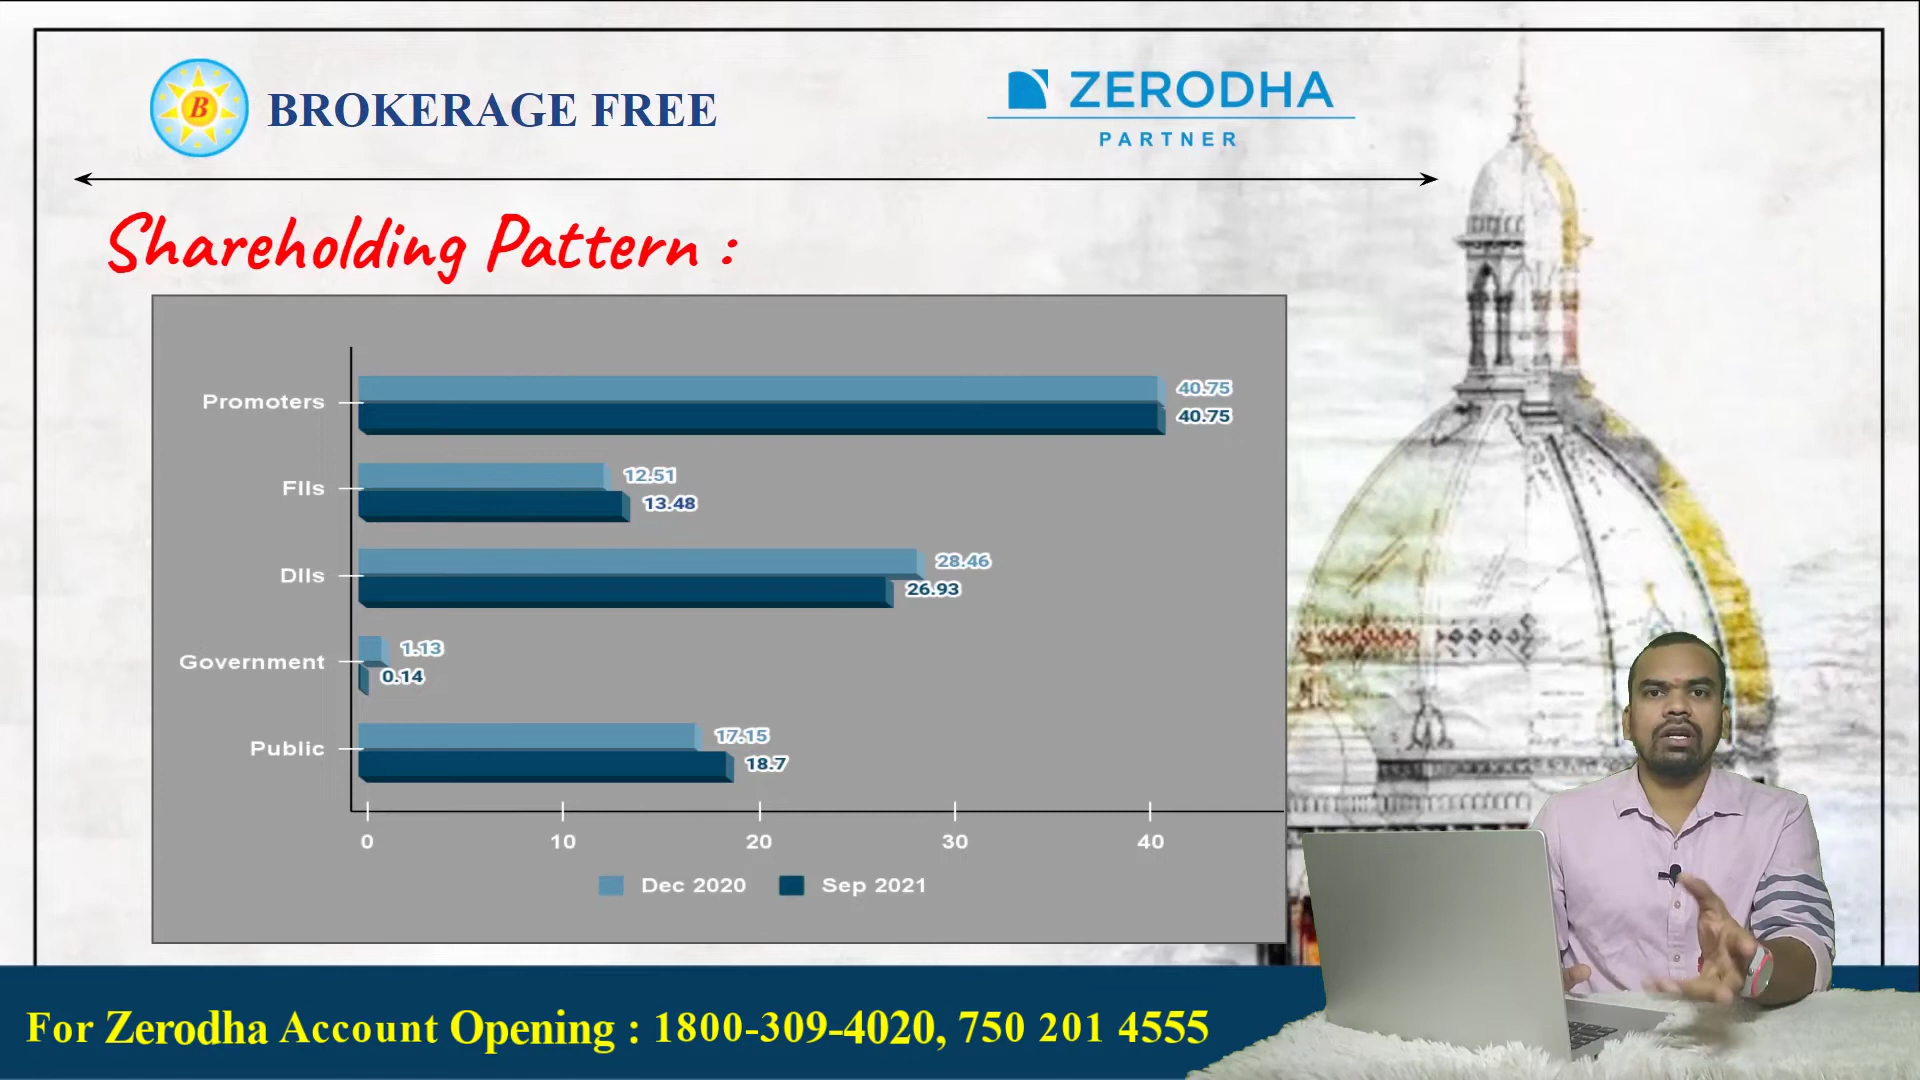 B BROKERAGE FREE
ZERODHA
PARTNER
Shareholding Pattern :
Promoters
40.75
40.75
FIIs
12.51
13.48
DIIs
28.46
26.93
Government
1.13
0.14
Public
17.15
18.7
0 10 20 30 40
Dec 2020 Sep 2021
For Zerodha Account Opening : 1800-309-4020, 750 201 4555